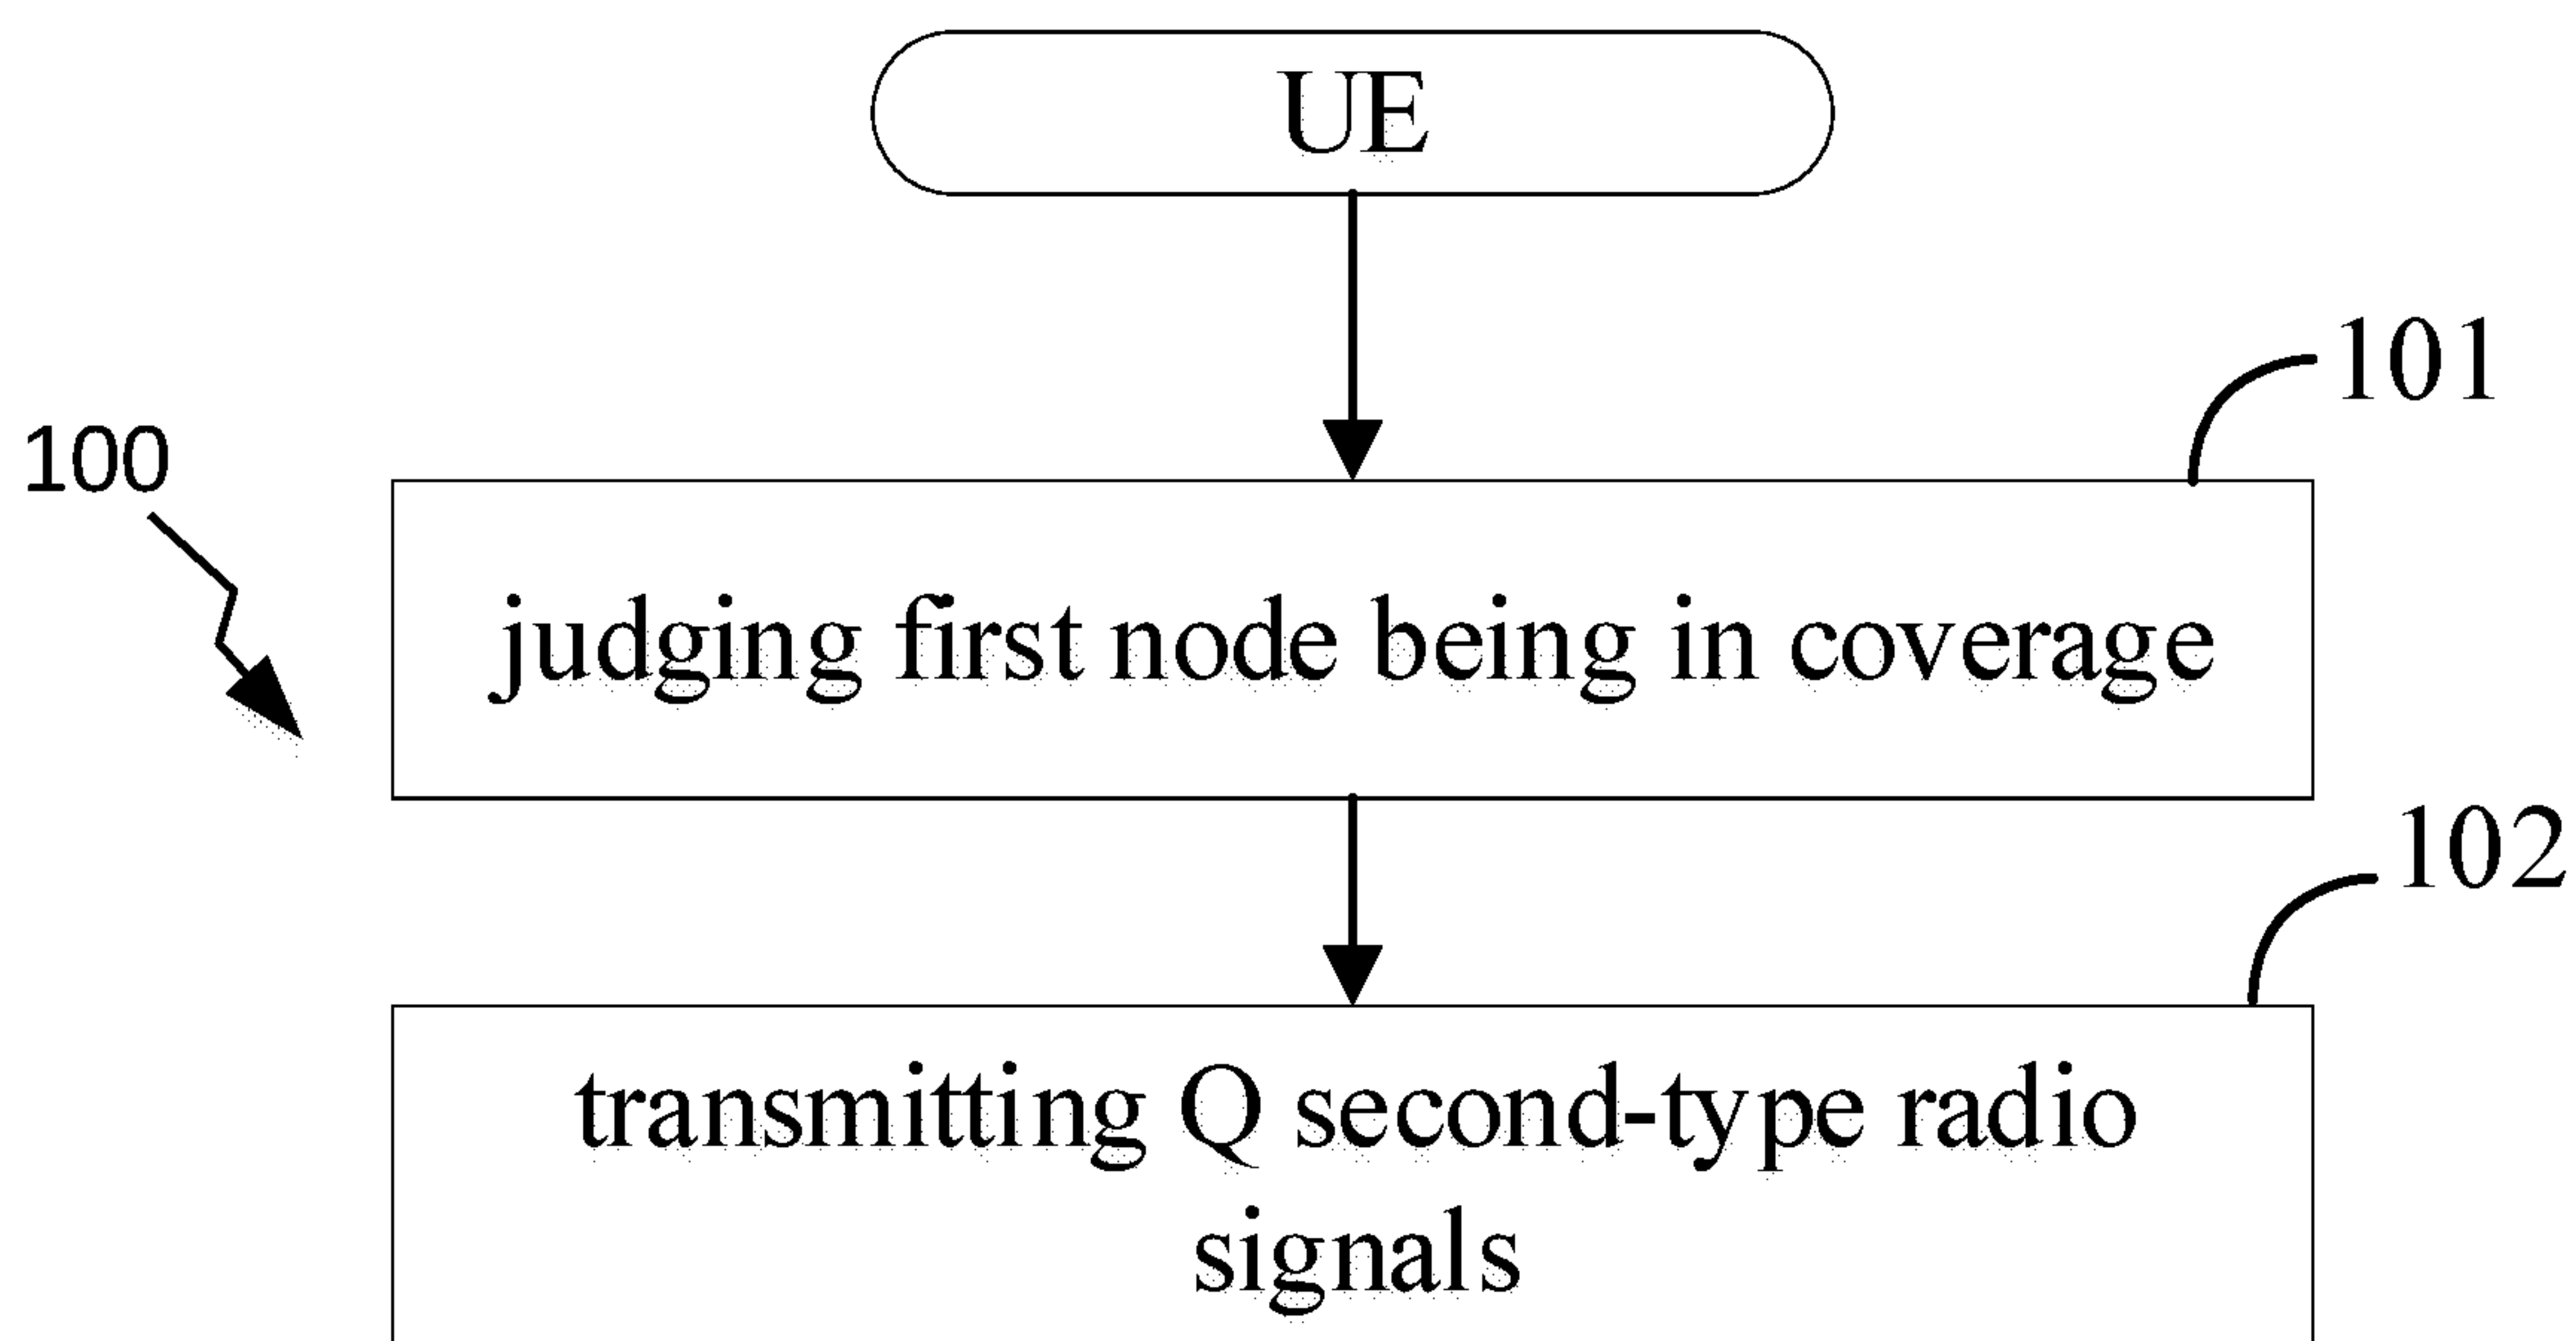 UE
101
100
judging first node being in coverage
102
transmitting Q second-type radio
signals